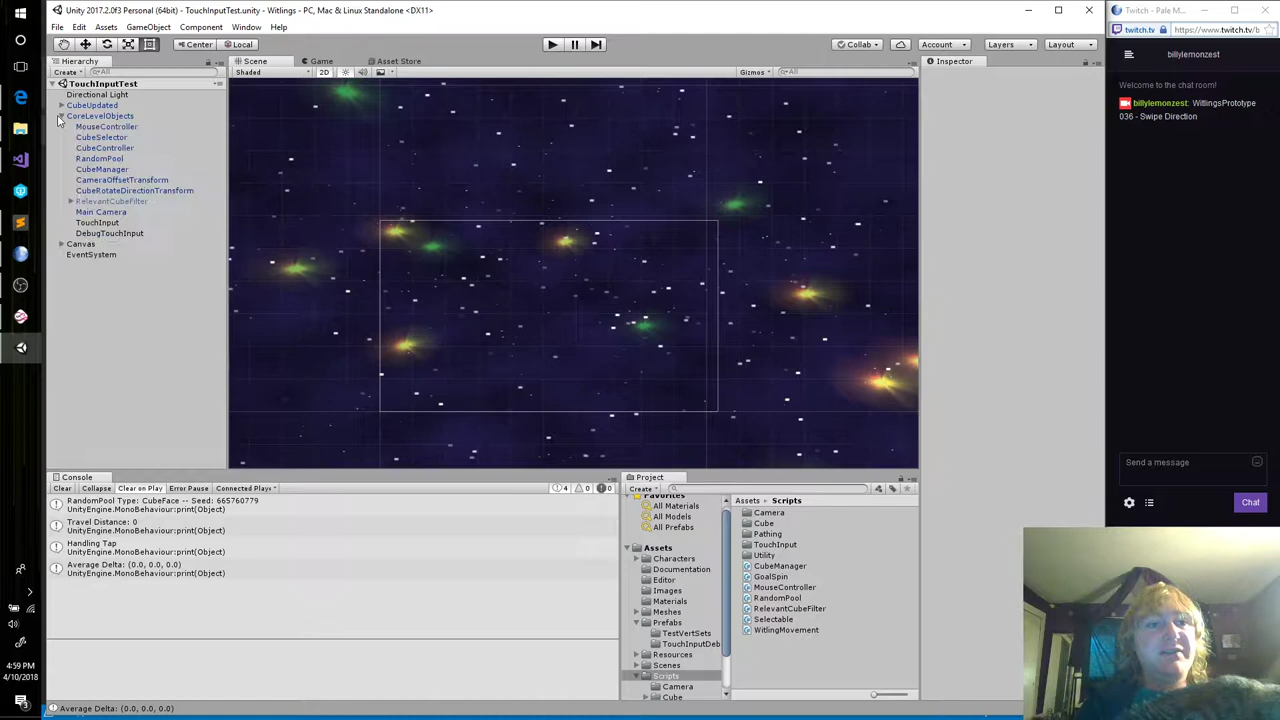 Unity 2017.2.0f3 Personal (64bit) - TouchInputTest.unity - Witlings - PC, Mac & Linux Standalone <DX11>
File Edit Assets GameObject Component Window Help
Center Local Collab Account Layers Layout
Hierarchy Scene Game Asset Store Inspector
Create All Shaded 2D Gizmos All
TouchInputTest
Directional Light
CubeUpdated
CoreLevelObjects
MouseController
CubeSelector
CubeController
RandomPool
CubeManager
CameraOffsetTransform
CubeRotateDirectionTransform
RelevantCubeFilter
Main Camera
TouchInput
DebugTouchInput
Canvas
EventSystem
Console
Clear Collapse Clear on Play Error Pause Connected Playe 4 0 0
RandomPool Type: CubeFace -- Seed: 665760779
UnityEngine.MonoBehaviour:print(Object)
Travel Distance: 0
UnityEngine.MonoBehaviour:print(Object)
Handling Tap
UnityEngine.MonoBehaviour:print(Object)
Average Delta: (0.0, 0.0, 0.0)
UnityEngine.MonoBehaviour:print(Object)
Average Delta: (0.0, 0.0, 0.0)
Project
Create
Favorites
All Materials
All Models
All Prefabs
Assets
Characters
Documentation
Editor
Images
Materials
Meshes
Prefabs
TestVertSets
TouchInputDeb
Resources
Scenes
Scripts
Camera
Cube
Assets Scripts
Camera
Cube
Pathing
TouchInput
Utility
CubeManager
GoalSpin
MouseController
RandomPool
RelevantCubeFilter
Selectable
WitlingMovement
Twitch - Pale M...
twitch.tv https://www.twitch.tv/b
billylemonzest
Welcome to the chat room!
billylemonzest: WitlingsPrototype
036 - Swipe Direction
Send a message
Chat
4:59 PM
4/10/2018
3